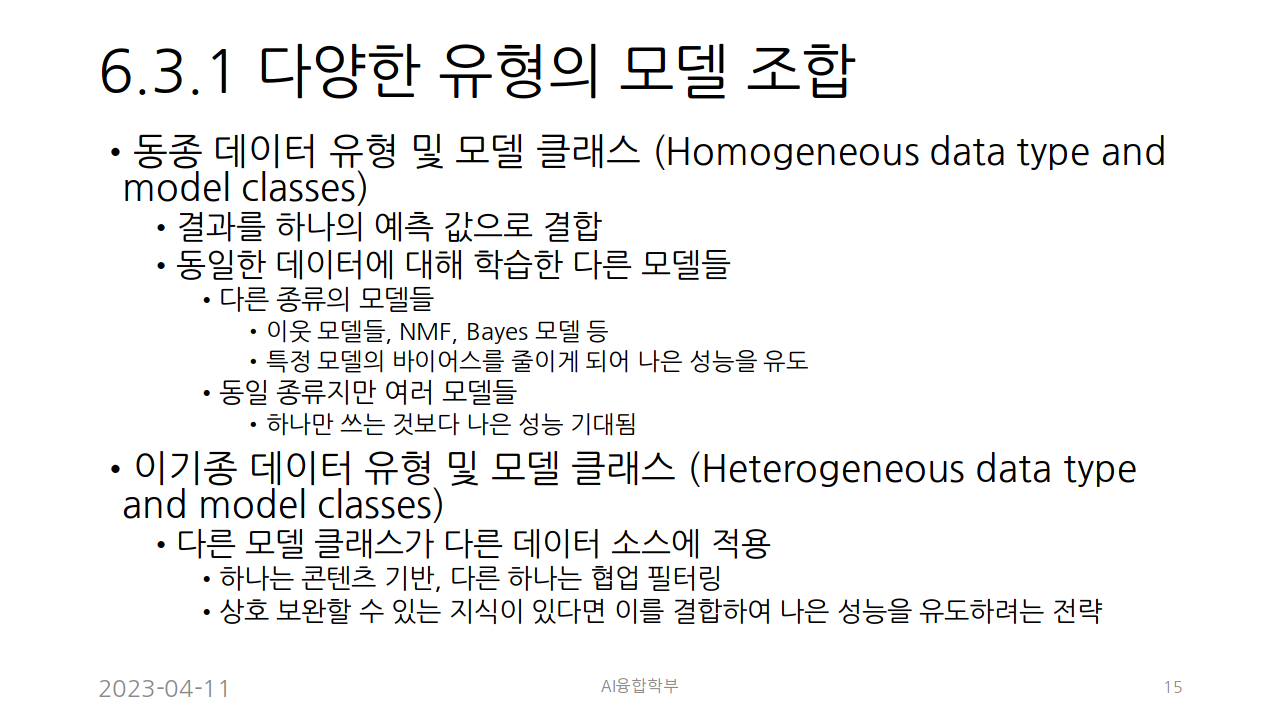 6.3.1 다양한 유형의 모델 조합
• 동종 데이터 유형 및 모델 클래스 (Homogeneous data type and
model classes)
• 결과를 하나의 예측 값으로 결합
• 동일한 데이터에 대해 학습한 다른 모델들
• 다른 종류의 모델들
• 이웃 모델들, NMF, Bayes 모델 등
• 특정 모델의 바이어스를 줄이게 되어 나은 성능을 유도
• 동일 종류지만 여러 모델들
• 하나만 쓰는 것보다 나은 성능 기대됨
• 이기종 데이터 유형 및 모델 클래스 (Heterogeneous data type
and model classes)
• 다른 모델 클래스가 다른 데이터 소스에 적용
• 하나는 콘텐츠 기반, 다른 하나는 협업 필터링
• 상호 보완할 수 있는 지식이 있다면 이를 결합하여 나은 성능을 유도하려는 전략
2023-04-11
AI융합학부
15